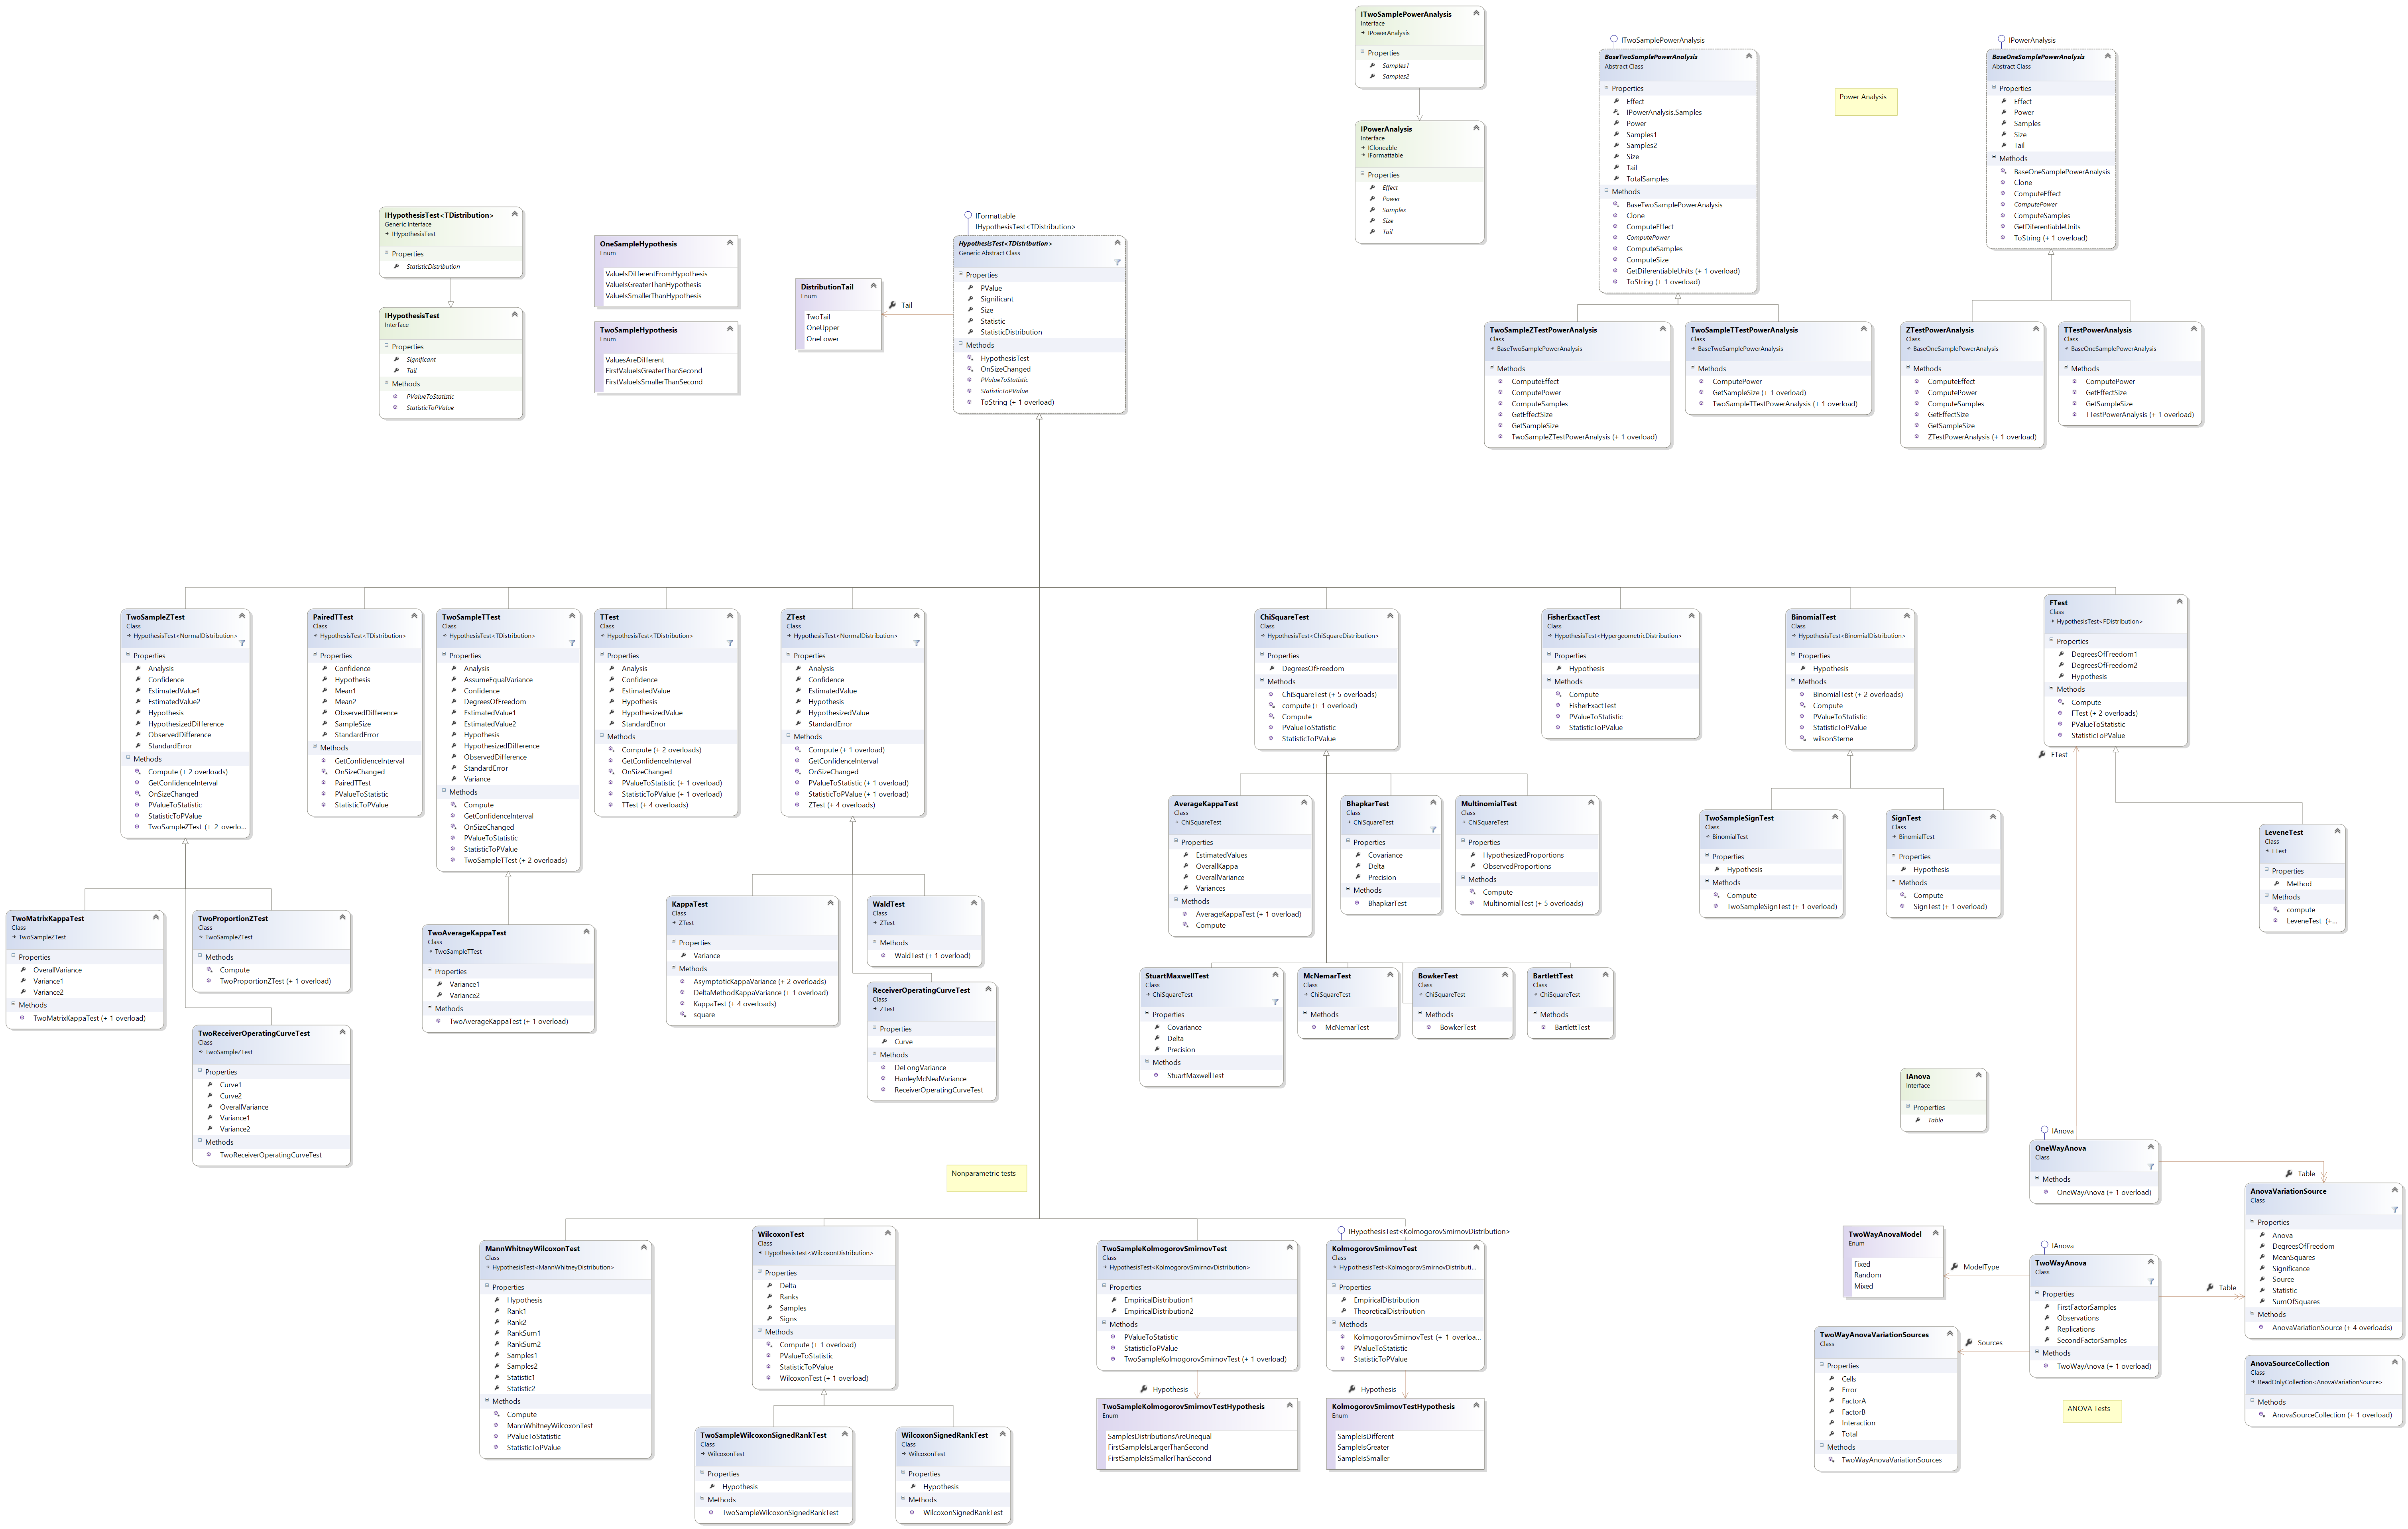 ITwoSamplePowerAnalysis
Interface
IPowerAnalysis
Properties
Samples1
Samples2
IPowerAnalysis
Interface
ICloneable
IFormattable
Properties
Effect
Power
Samples
Size
Tail
ITwoSamplePowerAnalysis
BaseTwoSamplePowerAnalysis
Abstract Class
Properties
Effect
IPowerAnalysis.Samples
Power
Samples1
Samples2
Size
Tail
TotalSamples
Methods
BaseTwoSamplePowerAnalysis
Clone
ComputeEffect
ComputePower
ComputeSamples
ComputeSize
GetDiferentiableUnits (+ 1 overload)
ToString (+ 1 overload)
Power Analysis
IPowerAnalysis
BaseOneSamplePowerAnalysis
Abstract Class
Properties
Effect
Power
Samples
Size
Tail
Methods
BaseOneSamplePowerAnalysis
Clone
ComputeEffect
ComputePower
ComputeSamples
GetDiferentiableUnits
ToString (+ 1 overload)
IHypothesisTest<TDistribution>
Generic Interface
IHypothesisTest
Properties
StatisticDistribution
IHypothesisTest
Interface
Properties
Significant
Tail
Methods
PValueToStatistic
StatisticToPValue
OneSampleHypothesis
Enum
ValueIsDifferentFromHypothesis
ValueIsGreaterThanHypothesis
ValueIsSmallerThanHypothesis
TwoSampleHypothesis
Enum
ValuesAreDifferent
FirstValueIsGreaterThanSecond
FirstValueIsSmallerThanSecond
DistributionTail
Enum
TwoTail
OneUpper
OneLower
Tail
IFormattable
IHypothesisTest<TDistribution>
HypothesisTest<TDistribution>
Generic Abstract Class
Properties
PValue
Significant
Size
Statistic
StatisticDistribution
Methods
HypothesisTest
OnSizeChanged
PValueToStatistic
StatisticToPValue
ToString (+ 1 overload)
TwoSampleZTestPowerAnalysis
Class
BaseTwoSamplePowerAnalysis
Methods
ComputeEffect
ComputePower
ComputeSamples
GetEffectSize
GetSampleSize
TwoSampleZTestPowerAnalysis (+ 1 overload)
TwoSampleTTestPowerAnalysis
Class
BaseTwoSamplePowerAnalysis
Methods
ComputePower
GetSampleSize (+ 1 overload)
TwoSampleTTestPowerAnalysis (+ 1 overload)
ZTestPowerAnalysis
Class
BaseOneSamplePowerAnalysis
Methods
ComputeEffect
ComputePower
ComputeSamples
GetEffectSize
GetSampleSize
ZTestPowerAnalysis (+ 1 overload)
TTestPowerAnalysis
Class
BaseOneSamplePowerAnalysis
Methods
ComputePower
GetEffectSize
GetSampleSize
TTestPowerAnalysis (+ 1 overload)
TwoSampleZTest
Class
HypothesisTest<NormalDistribution>
Properties
Analysis
Confidence
EstimatedValue1
EstimatedValue2
Hypothesis
HypothesizedDifference
ObservedDifference
StandardError
Methods
Compute (+ 2 overloads)
GetConfidenceInterval
OnSizeChanged
PValueToStatistic
StatisticToPValue
TwoSampleZTest (+ 2 overlo...
PairedTTest
Class
HypothesisTest<TDistribution>
Properties
Confidence
Hypothesis
Mean1
Mean2
ObservedDifference
SampleSize
StandardError
Methods
GetConfidenceInterval
OnSizeChanged
PairedTTest
PValueToStatistic
StatisticToPValue
TwoSampleTTest
Class
HypothesisTest<TDistribution>
Properties
Analysis
AssumeEqualVariance
Confidence
DegreesOfFreedom
EstimatedValue1
EstimatedValue2
Hypothesis
HypothesizedDifference
ObservedDifference
StandardError
Variance
Methods
Compute
GetConfidenceInterval
OnSizeChanged
PValueToStatistic
StatisticToPValue
TwoSampleTTest (+ 2 overloads)
TTest
Class
HypothesisTest<TDistribution>
Properties
Analysis
Confidence
EstimatedValue
Hypothesis
HypothesizedValue
StandardError
Methods
Compute (+ 2 overloads)
GetConfidenceInterval
OnSizeChanged
PValueToStatistic (+ 1 overload)
StatisticToPValue (+ 1 overload)
TTest (+ 4 overloads)
ZTest
Class
HypothesisTest<NormalDistribution>
Properties
Analysis
Confidence
EstimatedValue
Hypothesis
HypothesizedValue
StandardError
Methods
Compute (+ 1 overload)
GetConfidenceInterval
OnSizeChanged
PValueToStatistic (+ 1 overload)
StatisticToPValue (+ 1 overload)
ZTest (+ 4 overloads)
ChiSquareTest
Class
HypothesisTest<ChiSquareDistribution>
Properties
DegreesOfFreedom
Methods
ChiSquareTest (+ 5 overloads)
compute (+ 1 overload)
Compute
PValueToStatistic
StatisticToPValue
FisherExactTest
Class
HypothesisTest<HypergeometricDistribution>
Properties
Hypothesis
Methods
Compute
FisherExactTest
PValueToStatistic
StatisticToPValue
BinomialTest
Class
HypothesisTest<BinomialDistribution>
Properties
Hypothesis
Methods
BinomialTest (+ 2 overloads)
Compute
PValueToStatistic
StatisticToPValue
wilsonSterne
FTest
Class
HypothesisTest<FDistribution>
Properties
DegreesOfFreedom1
DegreesOfFreedom2
Hypothesis
Methods
Compute
FTest (+ 2 overloads)
PValueToStatistic
StatisticToPValue
FTest
AverageKappaTest
Class
ChiSquareTest
Properties
EstimatedValues
OverallKappa
OverallVariance
Variances
Methods
AverageKappaTest (+ 1 overload)
Compute
BhapkarTest
Class
ChiSquareTest
Properties
Covariance
Delta
Precision
Methods
BhapkarTest
MultinomialTest
Class
ChiSquareTest
Properties
HypothesizedProportions
ObservedProportions
Methods
Compute
MultinomialTest (+ 5 overloads)
TwoSampleSignTest
Class
BinomialTest
Properties
Hypothesis
Methods
Compute
TwoSampleSignTest (+ 1 overload)
SignTest
Class
BinomialTest
Properties
Hypothesis
Methods
Compute
SignTest (+ 1 overload)
LeveneTest
Class
FTest
Properties
Method
Methods
compute
LeveneTest (+...
TwoMatrixKappaTest
Class
TwoSampleZTest
Properties
OverallVariance
Variance1
Variance2
Methods
TwoMatrixKappaTest (+ 1 overload)
TwoProportionZTest
Class
TwoSampleZTest
Methods
Compute
TwoProportionZTest (+ 1 overload)
TwoAverageKappaTest
Class
TwoSampleTTest
Properties
Variance1
Variance2
Methods
TwoAverageKappaTest (+ 1 overload)
KappaTest
Class
ZTest
Properties
Variance
Methods
AsymptoticKappaVariance (+ 2 overloads)
DeltaMethodKappaVariance (+ 1 overload)
KappaTest (+ 4 overloads)
square
WaldTest
Class
ZTest
Methods
WaldTest (+ 1 overload)
ReceiverOperatingCurveTest
Class
ZTest
Properties
Curve
Methods
DeLongVariance
HanleyMcNealVariance
ReceiverOperatingCurveTest
StuartMaxwellTest
Class
ChiSquareTest
Properties
Covariance
Delta
Precision
Methods
StuartMaxwellTest
McNemarTest
Class
ChiSquareTest
Methods
McNemarTest
BowkerTest
Class
ChiSquareTest
Methods
BowkerTest
BartlettTest
Class
ChiSquareTest
Methods
BartlettTest
TwoReceiverOperatingCurveTest
Class
TwoSampleZTest
Properties
Curve1
Curve2
OverallVariance
Variance1
Variance2
Methods
TwoReceiverOperatingCurveTest
IAnova
Interface
Properties
Table
IAnova
OneWayAnova
Class
Methods
OneWayAnova (+ 1 overload)
Table
Nonparametric tests
AnovaVariationSource
Class
Properties
Anova
DegreesOfFreedom
MeanSquares
Significance
Source
Statistic
SumOfSquares
Methods
AnovaVariationSource (+ 4 overloads)
MannWhitneyWilcoxonTest
Class
HypothesisTest<MannWhitneyDistribution>
Properties
Hypothesis
Rank1
Rank2
RankSum1
RankSum2
Samples1
Samples2
Statistic1
Statistic2
Methods
Compute
MannWhitneyWilcoxonTest
PValueToStatistic
StatisticToPValue
WilcoxonTest
Class
HypothesisTest<WilcoxonDistribution>
Properties
Delta
Ranks
Samples
Signs
Methods
Compute (+ 1 overload)
PValueToStatistic
StatisticToPValue
WilcoxonTest (+ 1 overload)
TwoSampleKolmogorovSmirnovTest
Class
HypothesisTest<KolmogorovSmirnovDistribution>
Properties
EmpiricalDistribution1
EmpiricalDistribution2
Methods
PValueToStatistic
StatisticToPValue
TwoSampleKolmogorovSmirnovTest (+ 1 overload)
IHypothesisTest<KolmogorovSmirnovDistribution>
KolmogorovSmirnovTest
Class
HypothesisTest<KolmogorovSmirnovDistributi...
Properties
EmpiricalDistribution
TheoreticalDistribution
Methods
KolmogorovSmirnovTest (+ 1 overloa...
PValueToStatistic
StatisticToPValue
TwoWayAnovaModel
Enum
Fixed
Random
Mixed
ModelType
IAnova
TwoWayAnova
Class
Properties
FirstFactorSamples
Observations
Replications
SecondFactorSamples
Methods
TwoWayAnova (+ 1 overload)
Table
Sources
TwoWayAnovaVariationSources
Class
Properties
Cells
Error
FactorA
FactorB
Interaction
Total
Methods
TwoWayAnovaVariationSources
AnovaSourceCollection
Class
ReadOnlyCollection<AnovaVariationSource>
Methods
AnovaSourceCollection (+ 1 overload)
ANOVA Tests
Hypothesis
TwoSampleKolmogorovSmirnovTestHypothesis
Enum
SamplesDistributionsAreUnequal
FirstSampleIsLargerThanSecond
FirstSampleIsSmallerThanSecond
Hypothesis
KolmogorovSmirnovTestHypothesis
Enum
SampleIsDifferent
SampleIsGreater
SampleIsSmaller
TwoSampleWilcoxonSignedRankTest
Class
WilcoxonTest
Properties
Hypothesis
Methods
TwoSampleWilcoxonSignedRankTest
WilcoxonSignedRankTest
Class
WilcoxonTest
Properties
Hypothesis
Methods
WilcoxonSignedRankTest